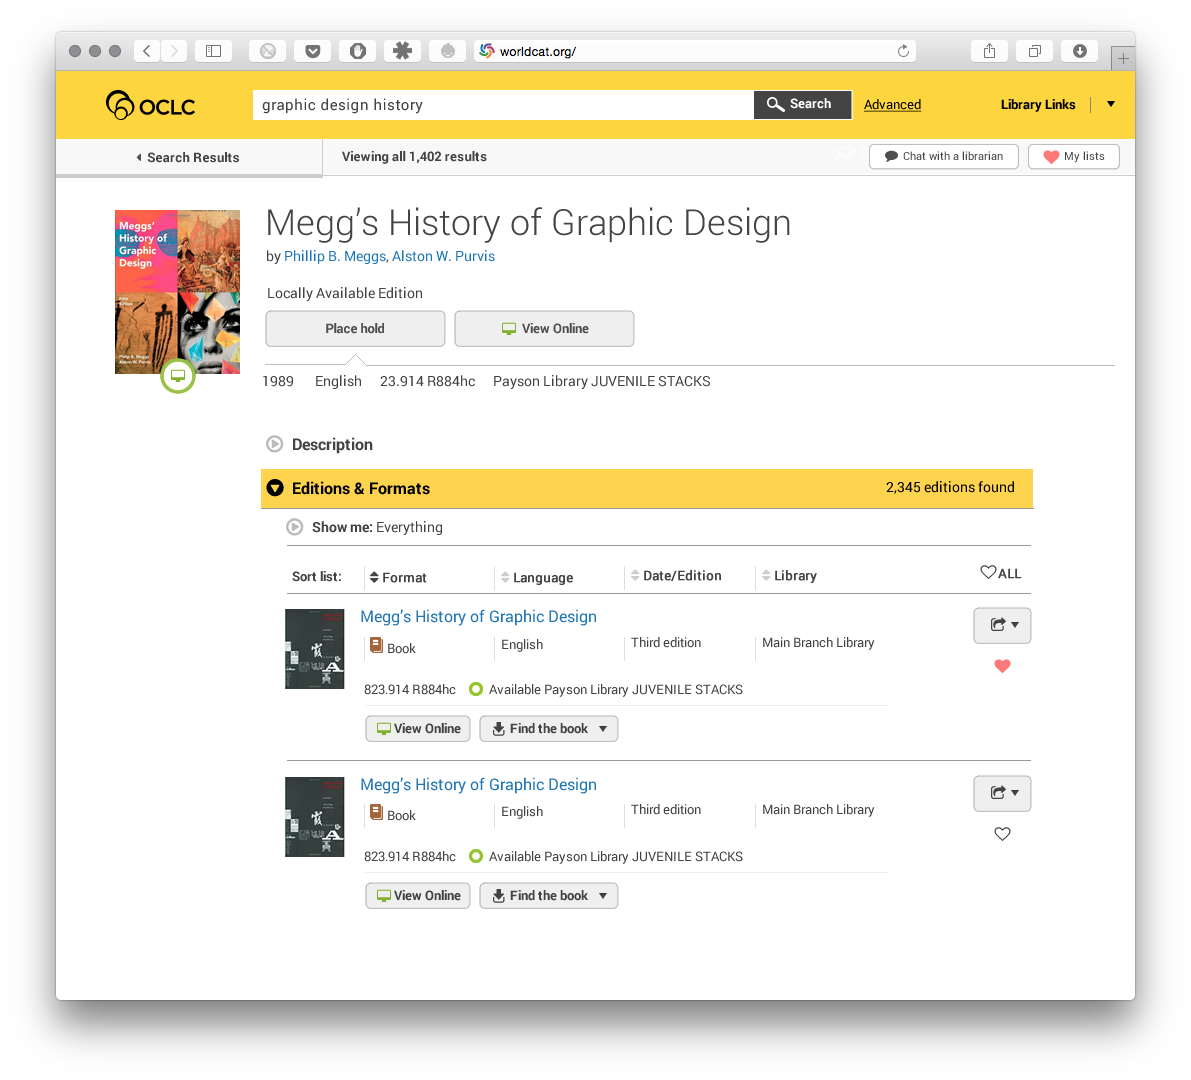 worldcat.org/
OCLC
graphic design history
Search
Advanced
Library Links
Search Results
Viewing all 1,402 results
Chat with a librarian
My lists
Meggs'
History of
Graphic
Design
Megg’s History of Graphic Design
by Phillip B. Meggs, Alston W. Purvis
Locally Available Edition
Place hold
View Online
Philip B. Meggs
Alston W. Purvis
1989 English 23.914 R884hc Payson Library JUVENILE STACKS
Description
Editions & Formats 2,345 editions found
Show me: Everything
Sort list: Format Language Date/Edition Library ALL
Megg’s History of Graphic Design
Book English Third edition Main Branch Library
823.914 R884hc Available Payson Library JUVENILE STACKS
View Online Find the book
Megg’s History of Graphic Design
Book English Third edition Main Branch Library
823.914 R884hc Available Payson Library JUVENILE STACKS
View Online Find the book